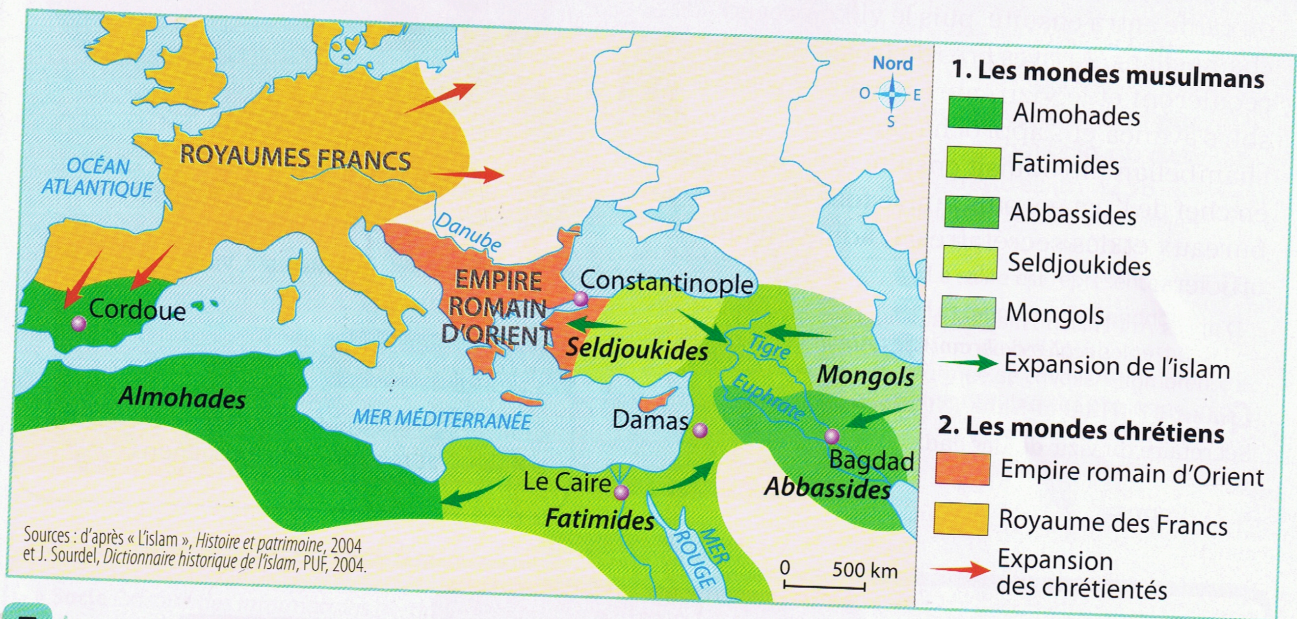 Nord
O E
S
OCÉAN
ATLANTIQUE
ROYAUMES FRANCS
Danube
EMPIRE
ROMAIN
D'ORIENT
Constantinople
Cordoue
Seldjoukides
Tigre
Mongols
Almohades
Euphrate
MER MÉDITERRANÉE
Damas
Bagdad
Abbassides
Le Caire
Fatimides
MER
ROUGE
0 500 km
Sources : d'après « L'islam », Histoire et patrimoine, 2004
et J. Sourdel, Dictionnaire historique de l'islam, PUF, 2004.
1. Les mondes musulmans
Almohades
Fatimides
Abbassides
Seldjoukides
Mongols
Expansion de l'islam
2. Les mondes chrétiens
Empire romain d'Orient
Royaume des Francs
Expansion
des chrétientés